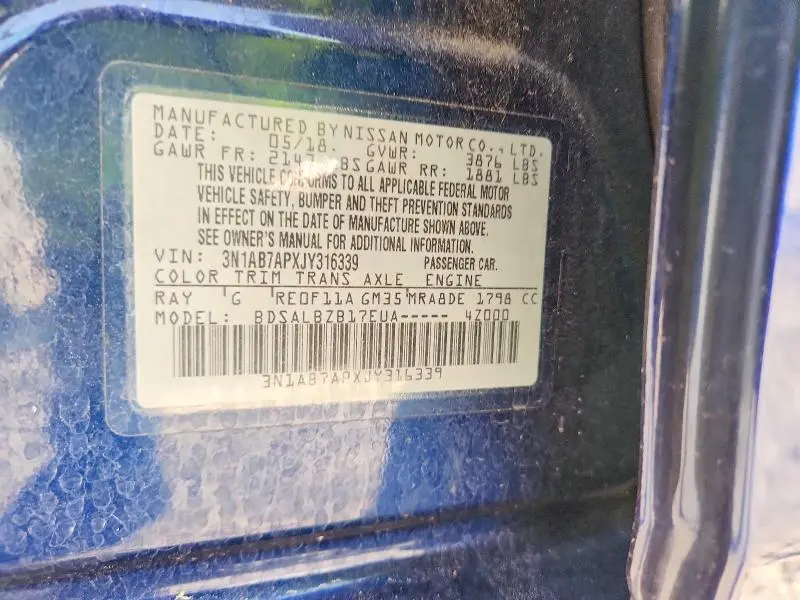 MANUFACTURED BY NISSAN MOTOR CO., LTD.
DATE: 05/18 GVWR: 3876 LBS
GAWR FR: GAWR RR: 1881 LBS
THIS VEHICLE CONFORMS TO ALL APPLICABLE FEDERAL MOTOR
VEHICLE SAFETY, BUMPER AND THEFT PREVENTION STANDARDS
IN EFFECT ON THE DATE OF MANUFACTURE SHOWN ABOVE.
SEE OWNER'S MANUAL FOR ADDITIONAL INFORMATION.
VIN: 3N1AB7APXJY316339 PASSENGER CAR.
COLOR TRIM TRANS AXLE ENGINE
RAY G RE0F11A GM35 MRA8DE 1798 CC
MODEL: BDSALBZB17EUA----- 4Z000
3N1AB7APXJY316339